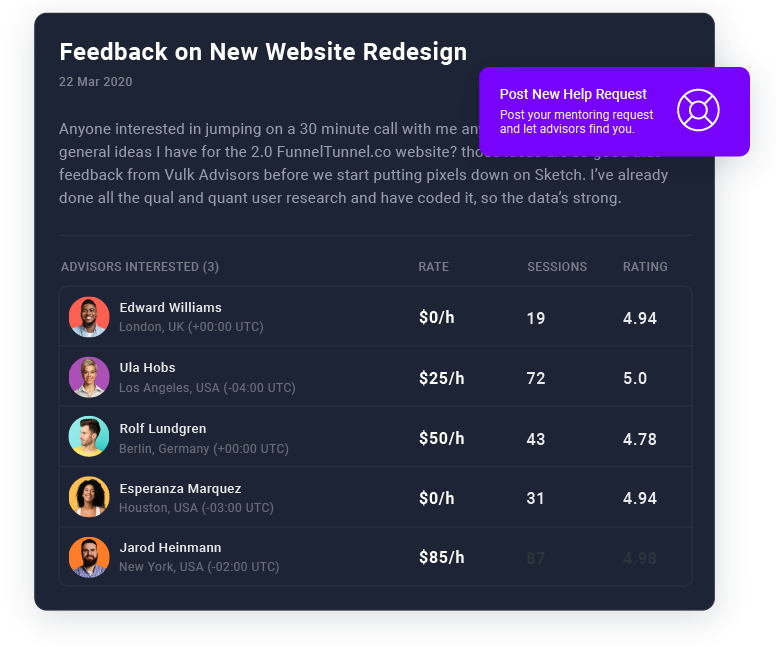 Feedback on New Website Redesign
22 Mar 2020
Post New Help Request
Post your mentoring request
and let advisors find you.
Anyone interested in jumping on a 30 minute call with me
general ideas I have for the 2.0 FunnelTunnel.co website?
feedback from Vulk Advisors before we start putting pixels down on Sketch. I've already
done all the qual and quant user research and have coded it, so the data's strong.
ADVISORS INTERESTED (3) RATE SESSIONS RATING
Edward Williams
London, UK (+00:00 UTC)
$0/h 19 4.94
Ula Hobs
Los Angeles, USA (-04:00 UTC)
$25/h 72 5.0
Rolf Lundgren
Berlin, Germany (+00:00 UTC)
$50/h 43 4.78
Esperanza Marquez
Houston, USA (-03:00 UTC)
$0/h 31 4.94
Jarod Heinmann
New York, USA (-02:00 UTC)
$85/h 87 4.98